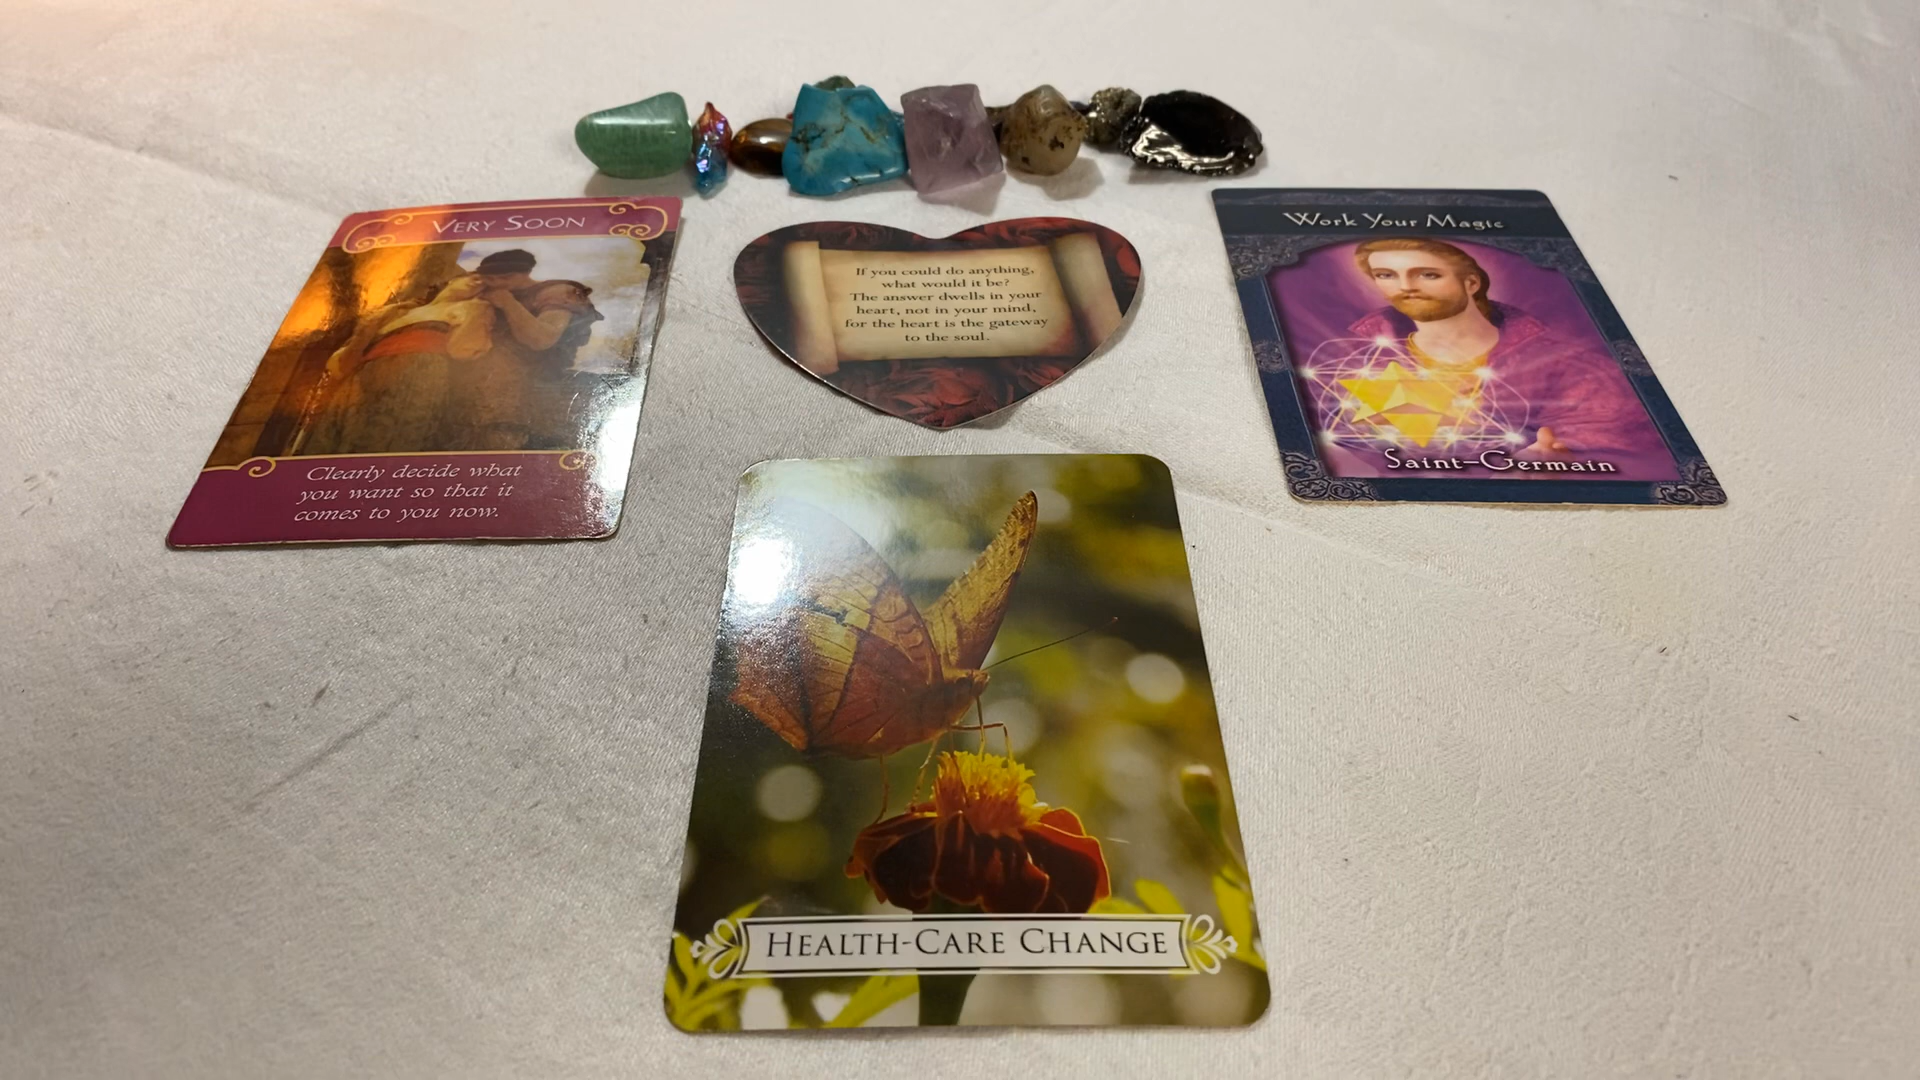 Very Soon
Clearly decide what
you want so that it
comes to you now.
If you could do anything,
what would it be?
The answer dwells in your
heart, not in your mind,
for the heart is the gateway
to the soul.
Work Your Magic
Saint-Germain
Health-Care Change